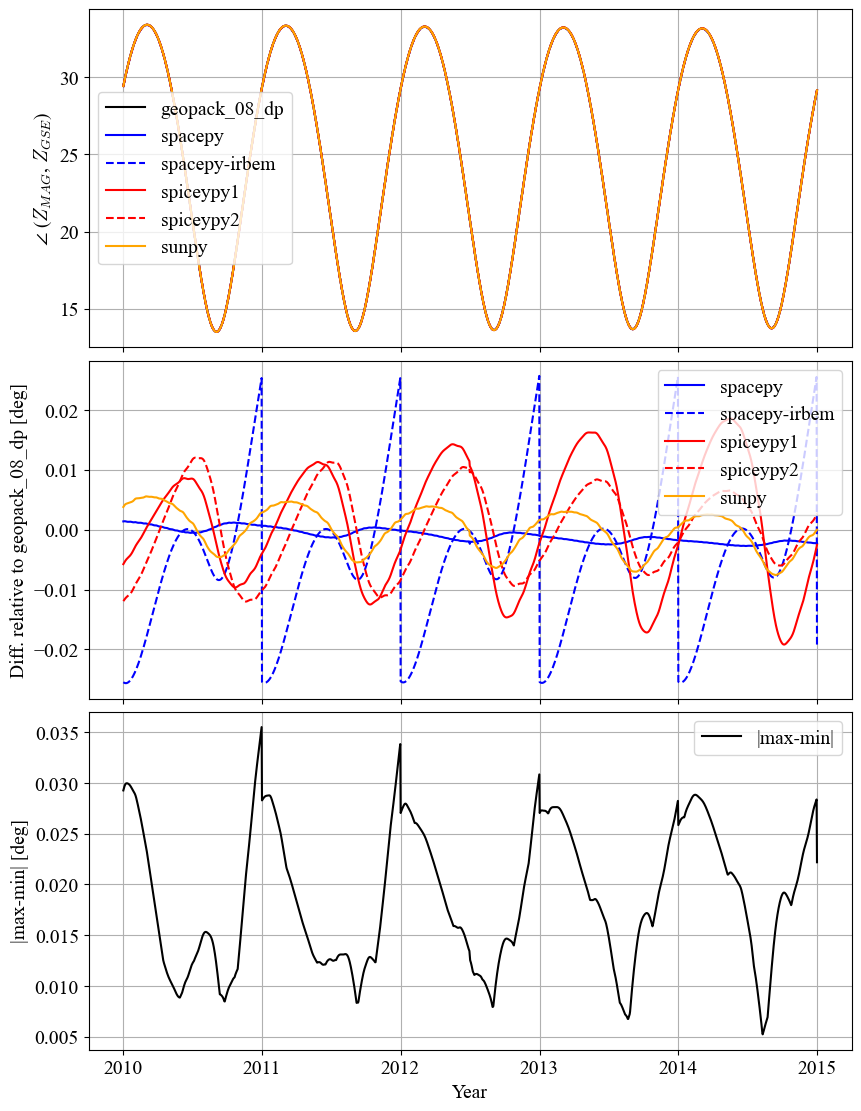 30
25
20
15
∠(Z_MAG, Z_GSE)
geopack_08_dp
spacepy
spacepy-irbem
spiceypy1
spiceypy2
sunpy
0.02
0.01
0.00
−0.01
−0.02
Diff. relative to geopack_08_dp [deg]
spacepy
spacepy-irbem
spiceypy1
spiceypy2
sunpy
0.035
0.030
0.025
0.020
0.015
0.010
0.005
|max-min| [deg]
|max-min|
2010 2011 2012 2013 2014 2015
Year